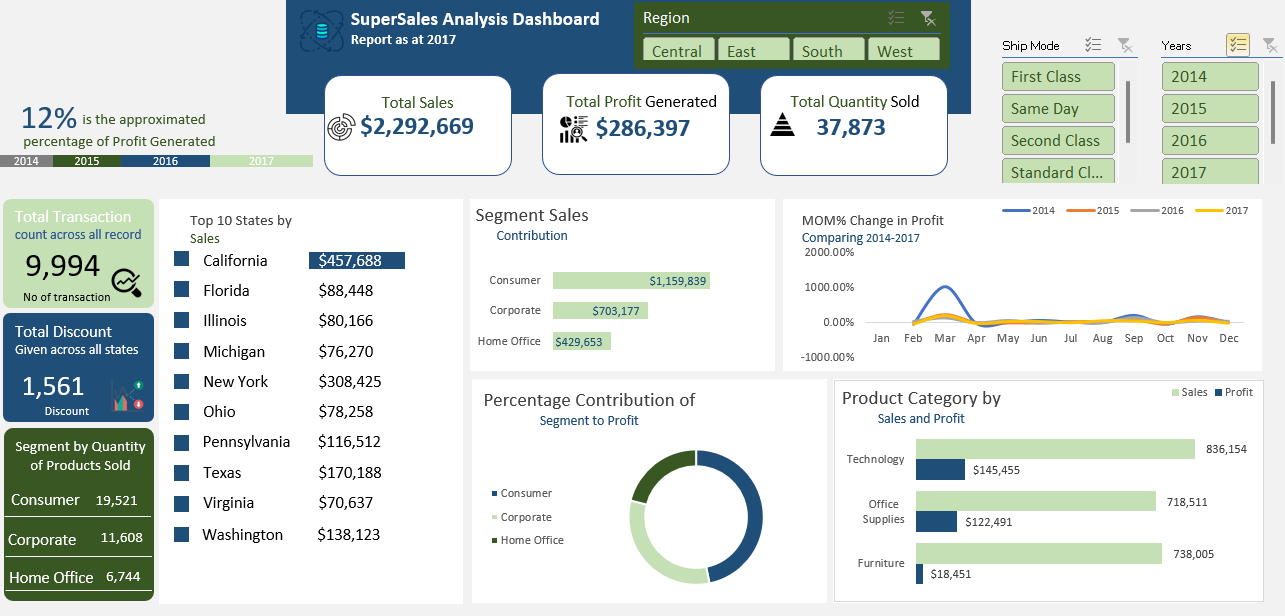 SuperSales Analysis Dashboard
Report as at 2017
Region
Central East South West
Ship Mode
First Class
Same Day
Second Class
Standard Cl...
Years
2014
2015
2016
2017
12% is the approximated
percentage of Profit Generated
2014 2015 2016 2017
Total Sales
$2,292,669
Total Profit Generated
$286,397
Total Quantity Sold
37,873
Total Transaction
count across all record
9,994
No of transaction
Total Discount
Given across all states
1,561
Discount
Segment by Quantity
of Products Sold
Consumer 19,521
Corporate 11,608
Home Office 6,744
Top 10 States by
Sales
California $457,688
Florida $88,448
Illinois $80,166
Michigan $76,270
New York $308,425
Ohio $78,258
Pennsylvania $116,512
Texas $170,188
Virginia $70,637
Washington $138,123
Segment Sales
Contribution
Consumer $1,159,839
Corporate $703,177
Home Office $429,653
MOM% Change in Profit
Comparing 2014-2017
2014 2015 2016 2017
2000.00%
1000.00%
0.00%
-1000.00%
Jan Feb Mar Apr May Jun Jul Aug Sep Oct Nov Dec
Percentage Contribution of
Segment to Profit
Consumer
Corporate
Home Office
Product Category by
Sales and Profit
Sales Profit
Technology 836,154
$145,455
Office
Supplies
718,511
$122,491
Furniture 738,005
$18,451